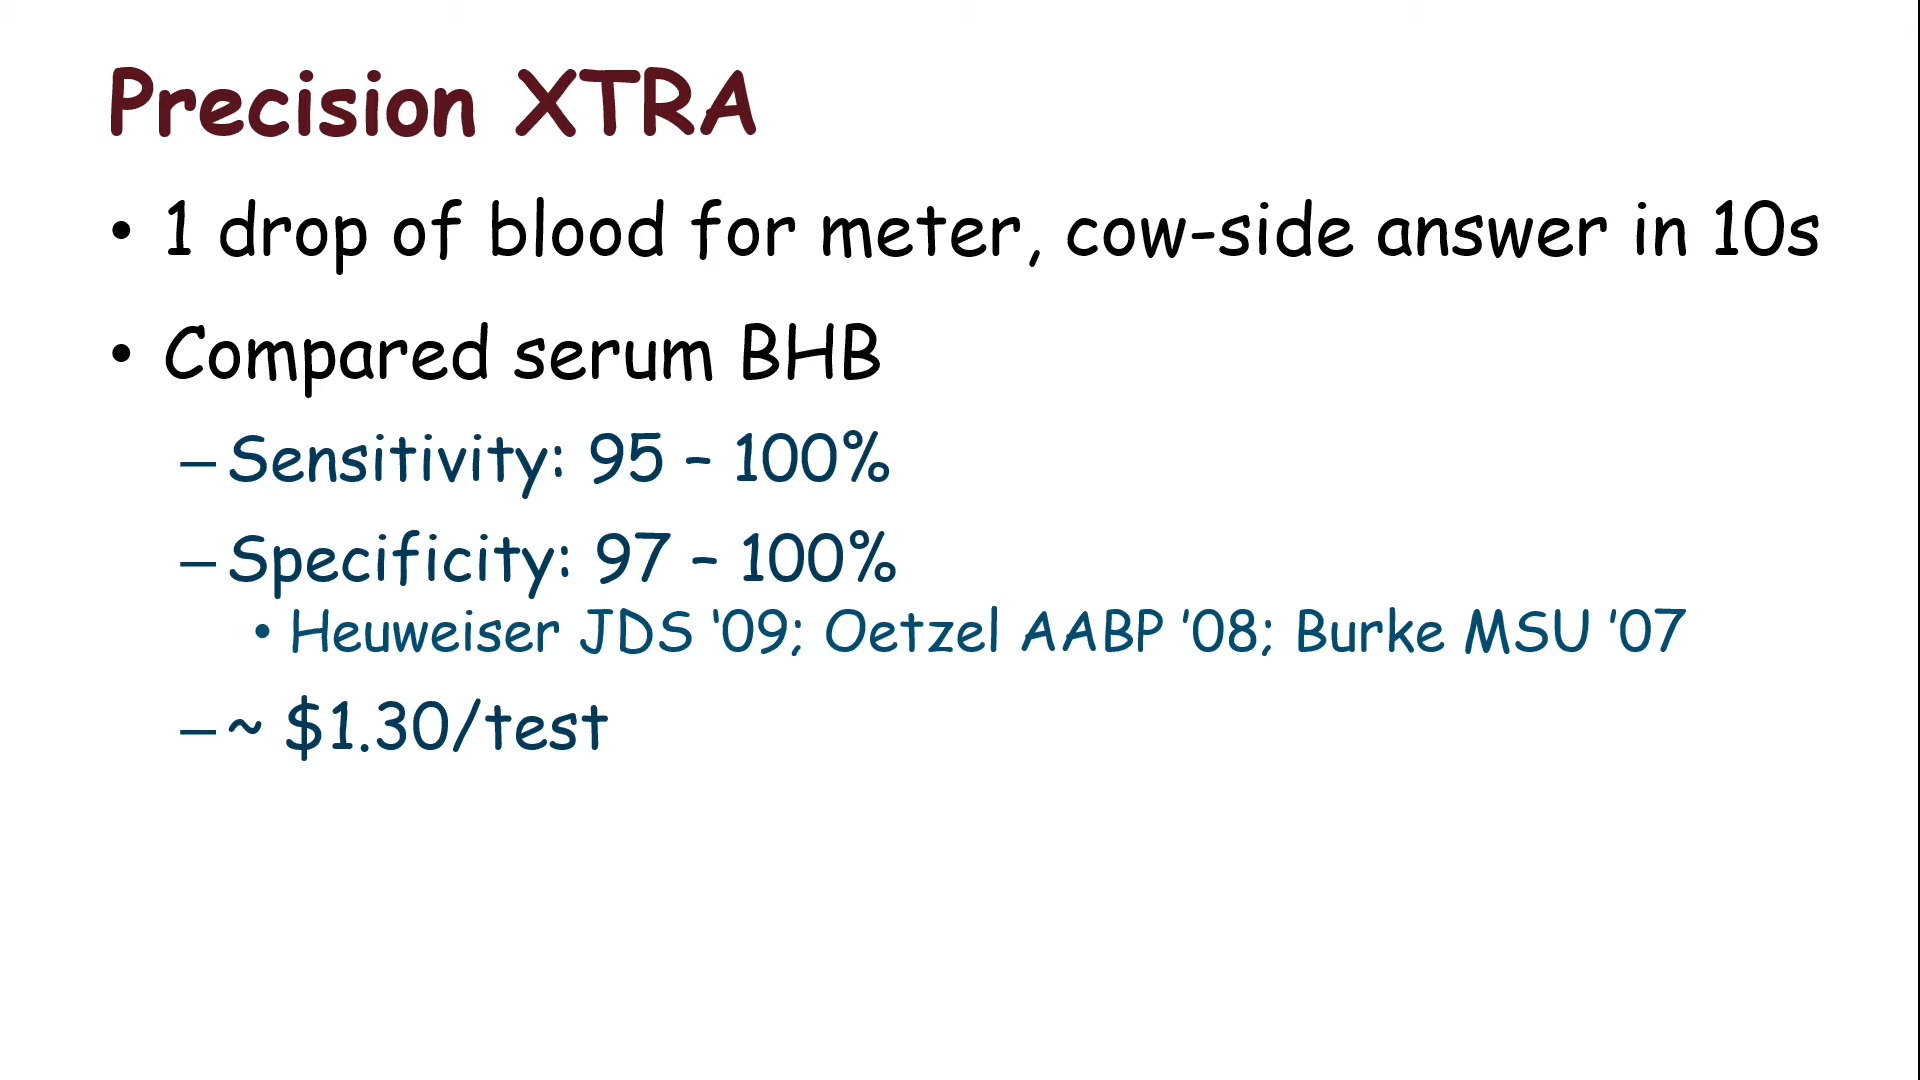 Precision XTRA
• 1 drop of blood for meter, cow-side answer in 10s
• Compared serum BHB
– Sensitivity: 95 – 100%
– Specificity: 97 – 100%
• Heuweiser JDS ‘09; Oetzel AABP ’08; Burke MSU ’07
– ~ $1.30/test